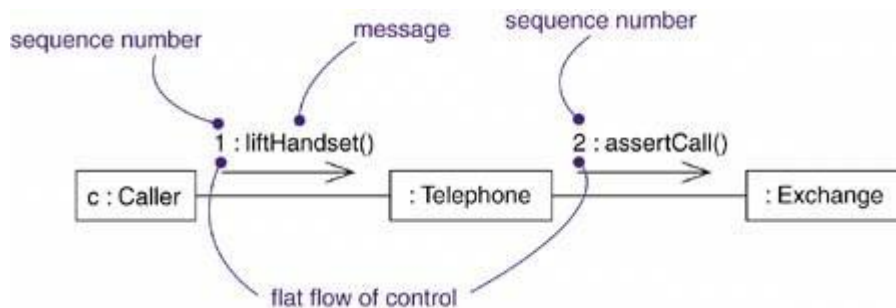 sequence number
message
sequence number
1 : liftHandset()
2 : assertCall()
c : Caller
: Telephone
: Exchange
flat flow of control